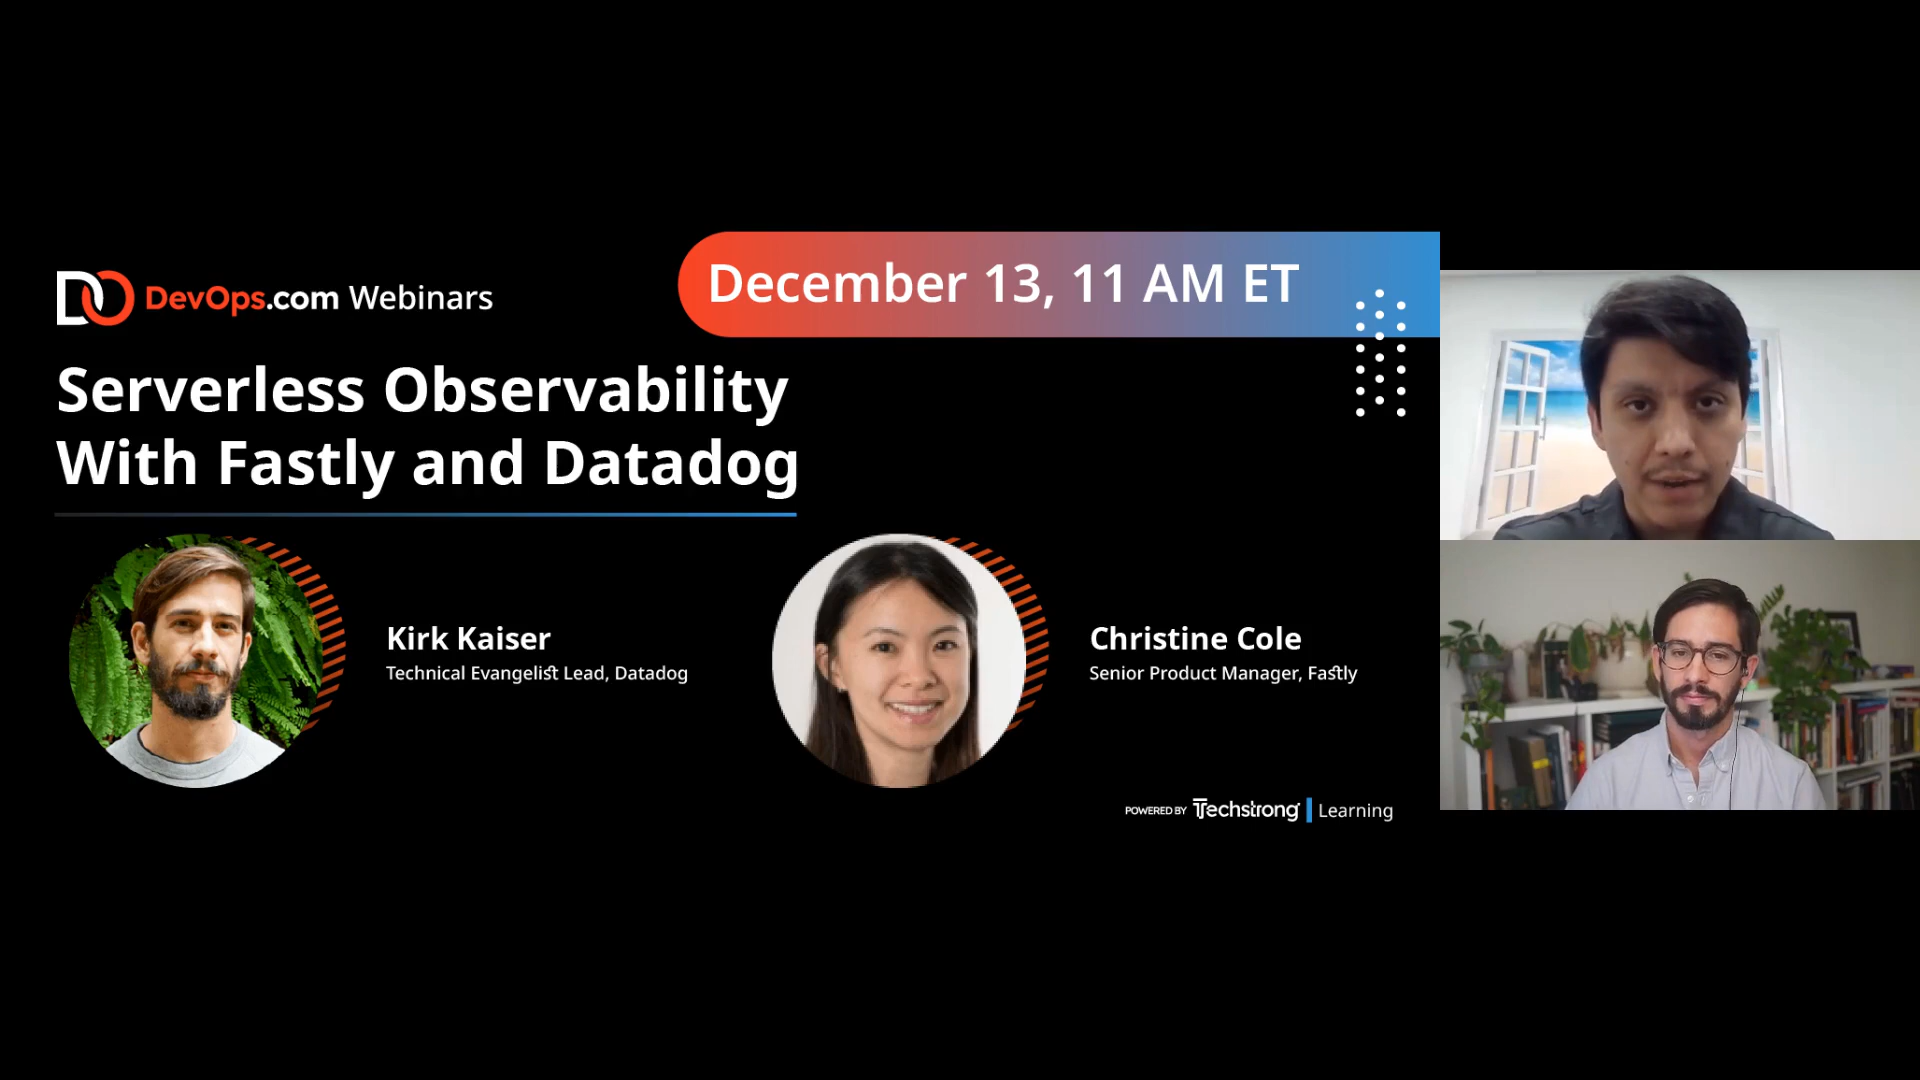 DevOps.com Webinars
December 13, 11 AM ET
Serverless Observability
With Fastly and Datadog
Kirk Kaiser
Technical Evangelist Lead, Datadog
Christine Cole
Senior Product Manager, Fastly
POWERED BY Techstrong | Learning